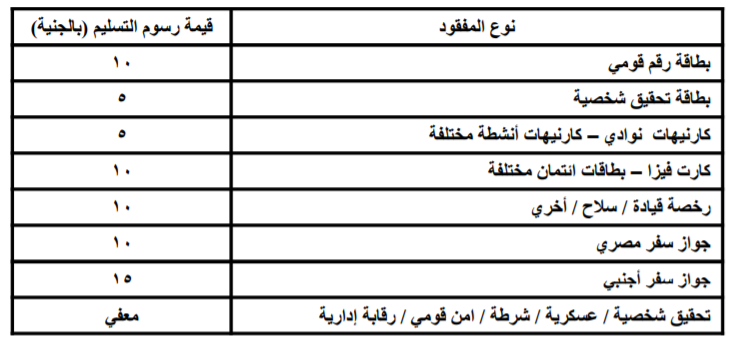 نوع المفقود قيمة رسوم التسليم (بالجنية)
بطاقة رقم قومي ١٠
بطاقة تحقيق شخصية ٥
كارنيهات نوادي – كارنيهات أنشطة مختلفة ٥
كارت فيزا – بطاقات ائتمان مختلفة ١٠
رخصة قيادة / سلاح / أخري ١٠
جواز سفر مصري ١٠
جواز سفر أجنبي ١٥
تحقيق شخصية / عسكرية / شرطة / امن قومي / رقابة إدارية معفي